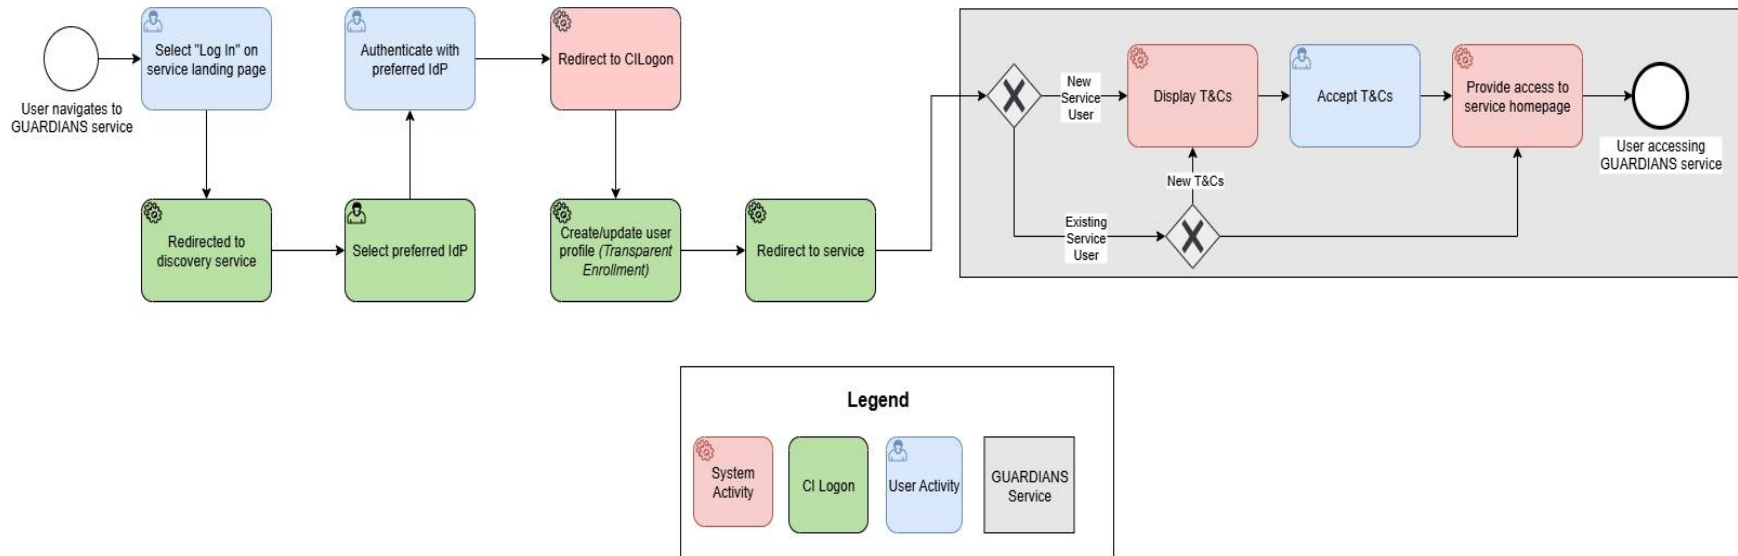 User navigates to
GUARDIANS service
Select "Log In" on
service landing page
Redirected to
discovery service
Select preferred IdP
Authenticate with
preferred IdP
Redirect to CILogon
Create/update user
profile (Transparent
Enrollment)
Redirect to service
New
Service
User
Existing
Service
User
New T&Cs
Display T&Cs
Accept T&Cs
Provide access to
service homepage
User accessing
GUARDIANS service
Legend
System
Activity
CI Logon
User Activity
GUARDIANS
Service